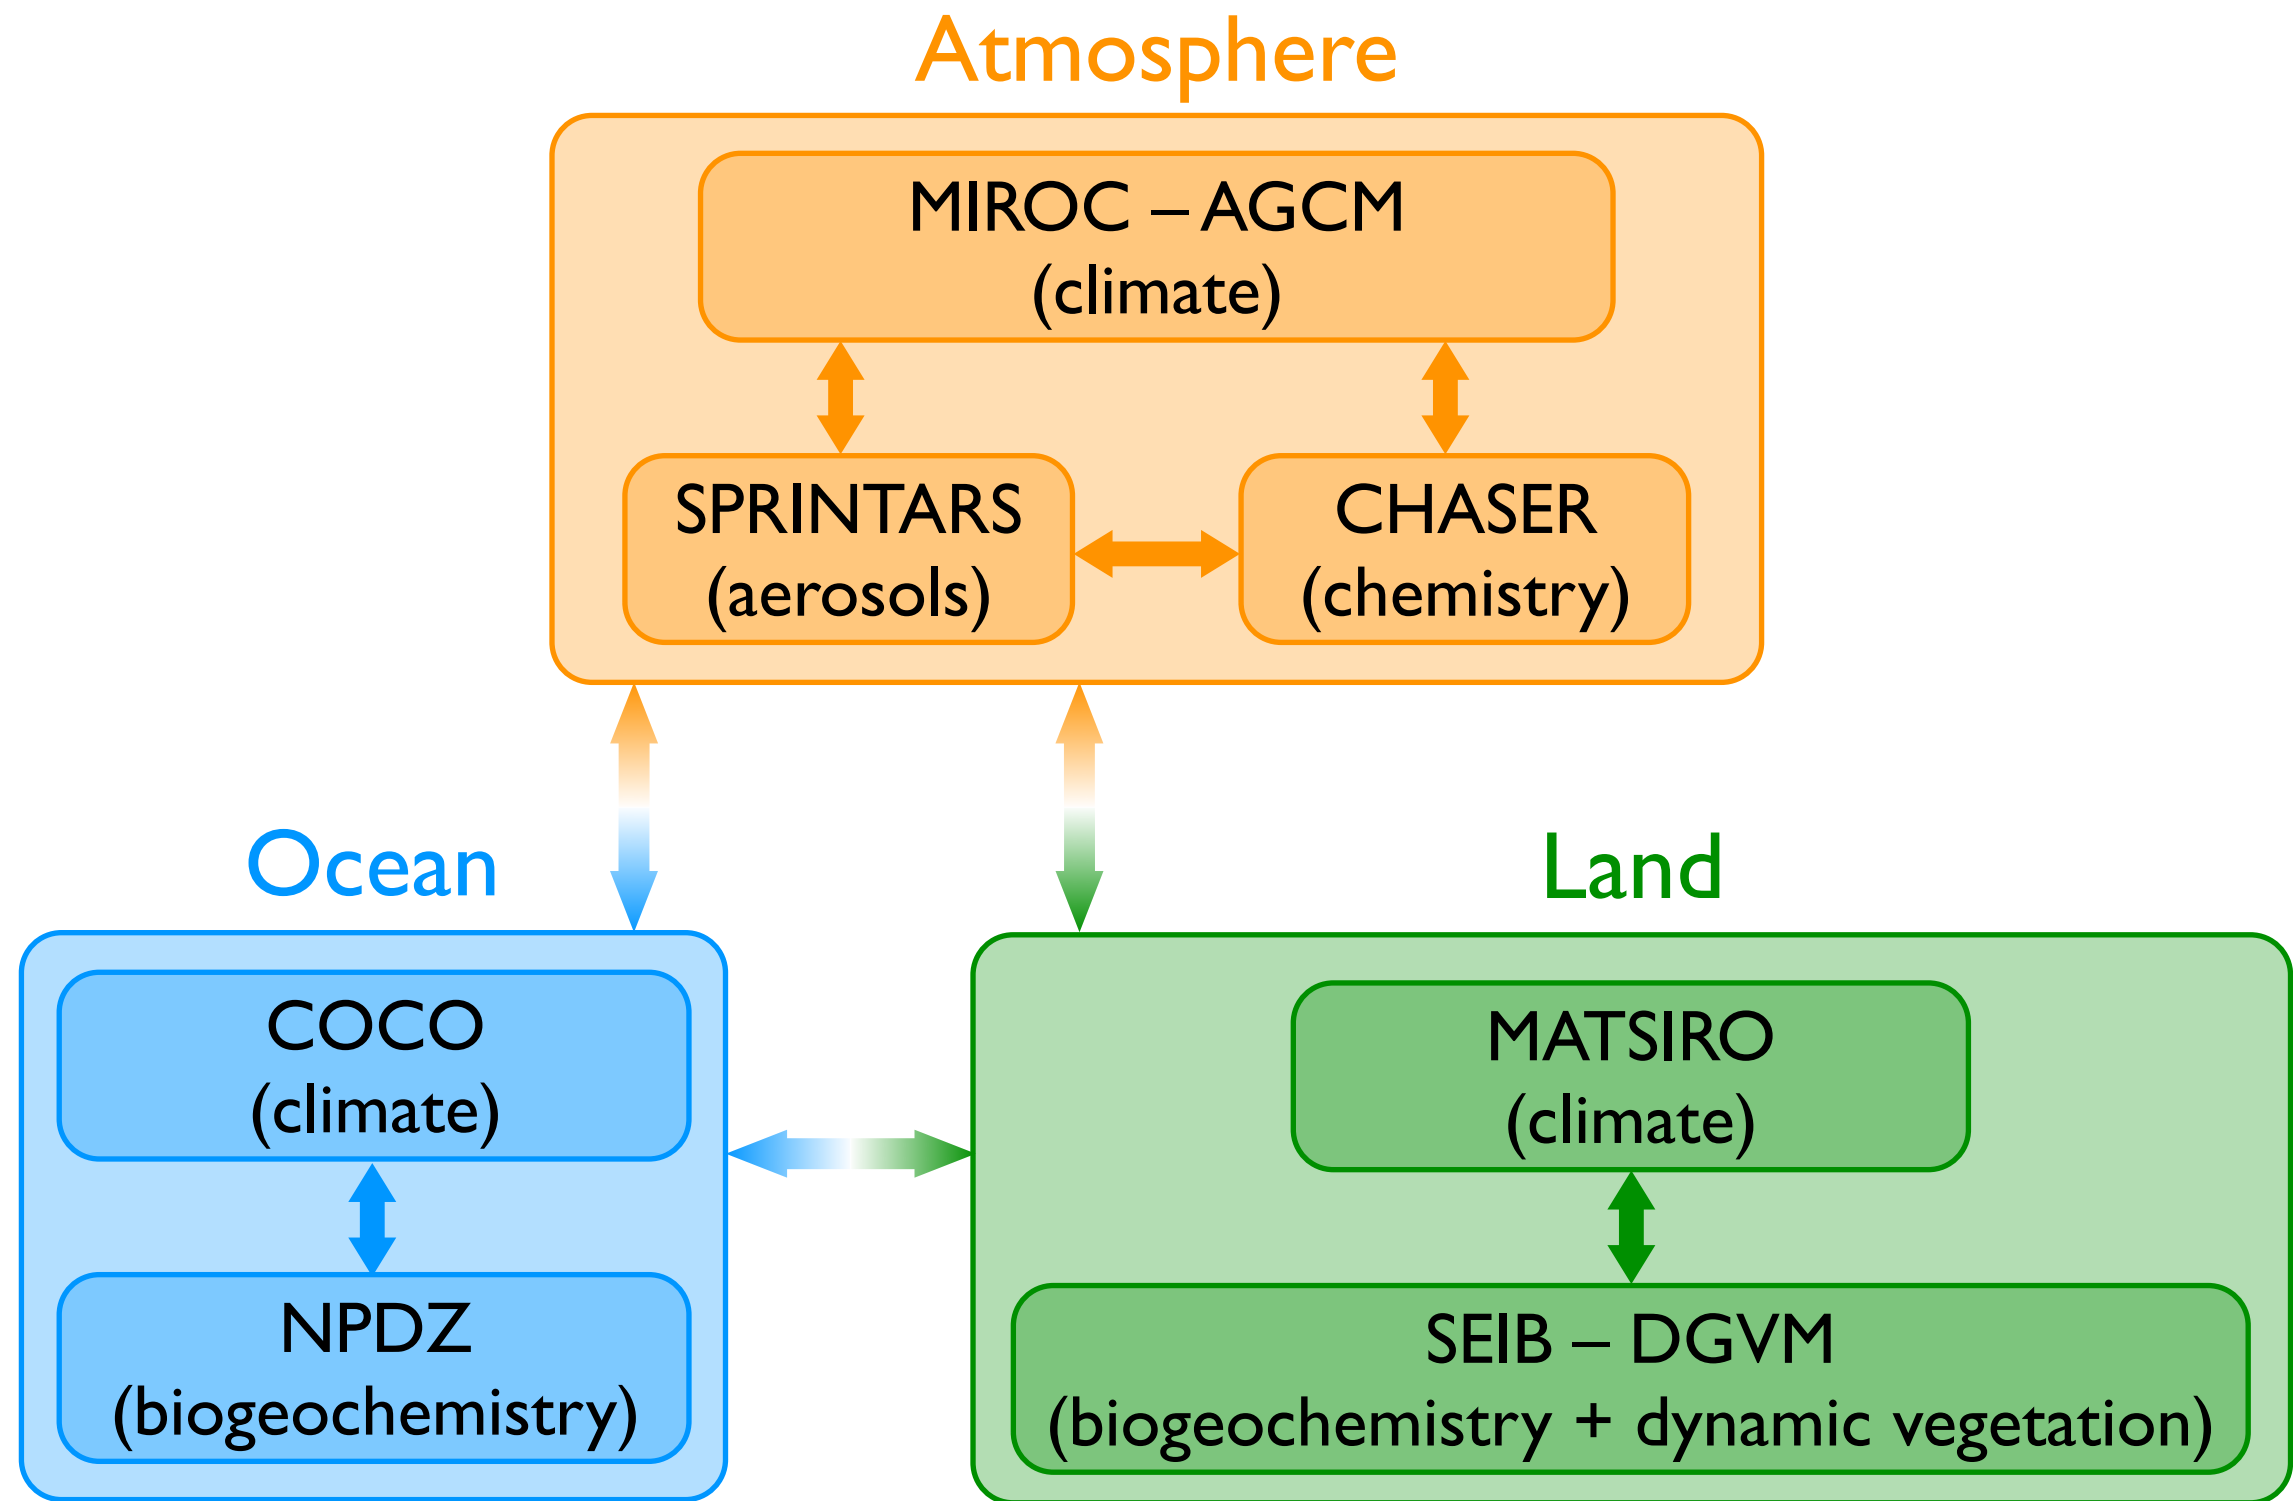 Atmosphere
MIROC – AGCM
(climate)
SPRINTARS
(aerosols)
CHASER
(chemistry)
Ocean
COCO
(climate)
NPDZ
(biogeochemistry)
Land
MATSIRO
(climate)
SEIB – DGVM
(biogeochemistry + dynamic vegetation)